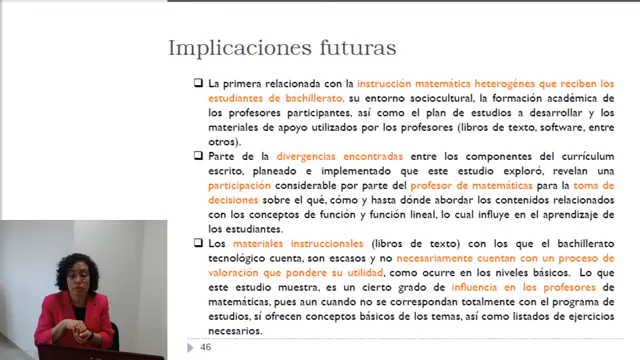 Implicaciones futuras
La primera relacionada con la instrucción matemática heterogénea que reciben los
estudiantes de bachillerato, su entorno sociocultural, la formación académica de
los profesores participantes, así como el plan de estudios a desarrollar y los
materiales de apoyo utilizados por los profesores (libros de texto, software, entre
otros).
Parte de la divergencias encontradas entre los componentes del currículum
escrito, planeado e implementado que este estudio exploró, revelan una
participación considerable por parte del profesor de matemáticas para la toma de
decisiones sobre el qué, cómo y hasta dónde abordar los contenidos relacionados
con los conceptos de función y función lineal, lo cual influye en el aprendizaje de
los estudiantes.
Los materiales instruccionales (libros de texto) con los que el bachillerato
tecnológico cuenta, son escasos y no necesariamente cuentan con un proceso de
valoración que pondere su utilidad, como ocurre en los niveles básicos. Lo que
este estudio muestra, es un cierto grado de influencia en los profesores de
matemáticas, pues aun cuando no se correspondan totalmente con el programa de
estudios, sí ofrecen conceptos básicos de los temas, así como listados de ejercicios
necesarios.
46